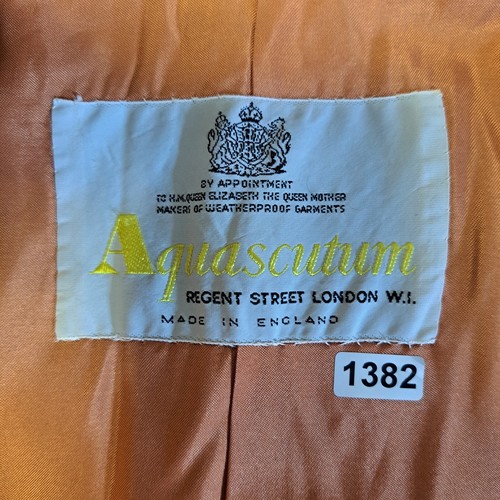 BY APPOINTMENT
TO H.M.QUEEN ELIZABETH THE QUEEN MOTHER
MAKERS OF WEATHERPROOF GARMENTS
Aquascutum
REGENT STREET LONDON W.I.
MADE IN ENGLAND
1382